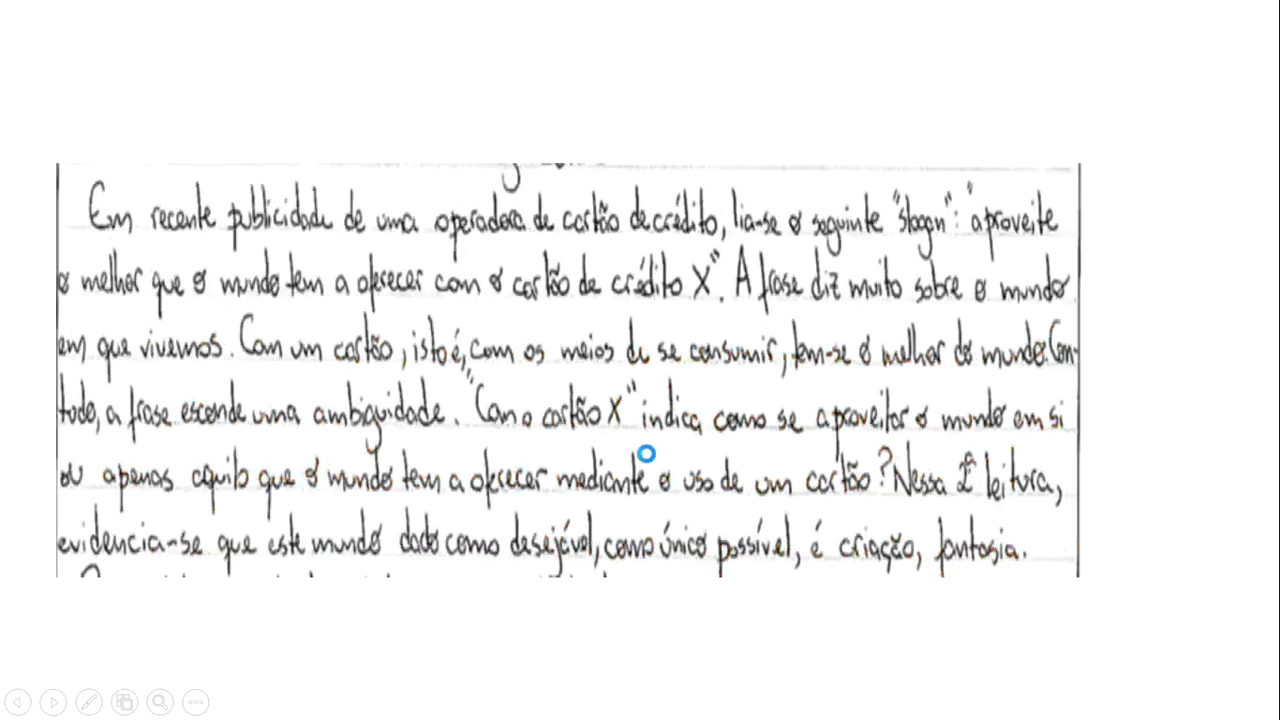 Em recente publicidade de uma operadora de cartão de crédito, lia-se o seguinte "slogan": "aproveite
o melhor que o mundo tem a oferecer com o cartão de crédito X". A frase diz muito sobre o mundo
em que vivemos. Com um cartão, isto é, com os meios de se consumir, tem-se o melhor do mundo. Con-
tudo, a frase esconde uma ambiguidade. "Com o cartão X" indica como se aproveitar o mundo em si
ou apenas aquilo que o mundo tem a oferecer mediante o uso de um cartão? Nessa 2ª leitura,
evidencia-se que este mundo dado como desejável, como único possível, é criação, fantasia.